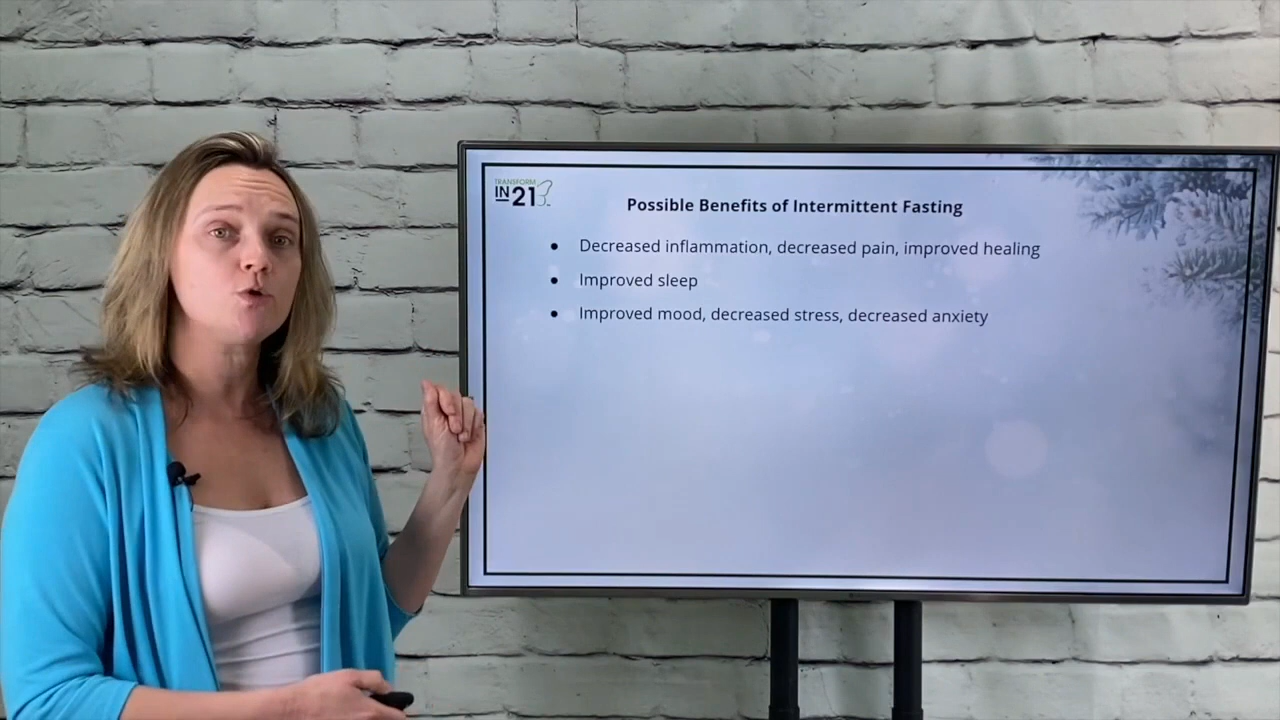 TRANSFORM
IN 21
Possible Benefits of Intermittent Fasting
• Decreased inflammation, decreased pain, improved healing
• Improved sleep
• Improved mood, decreased stress, decreased anxiety